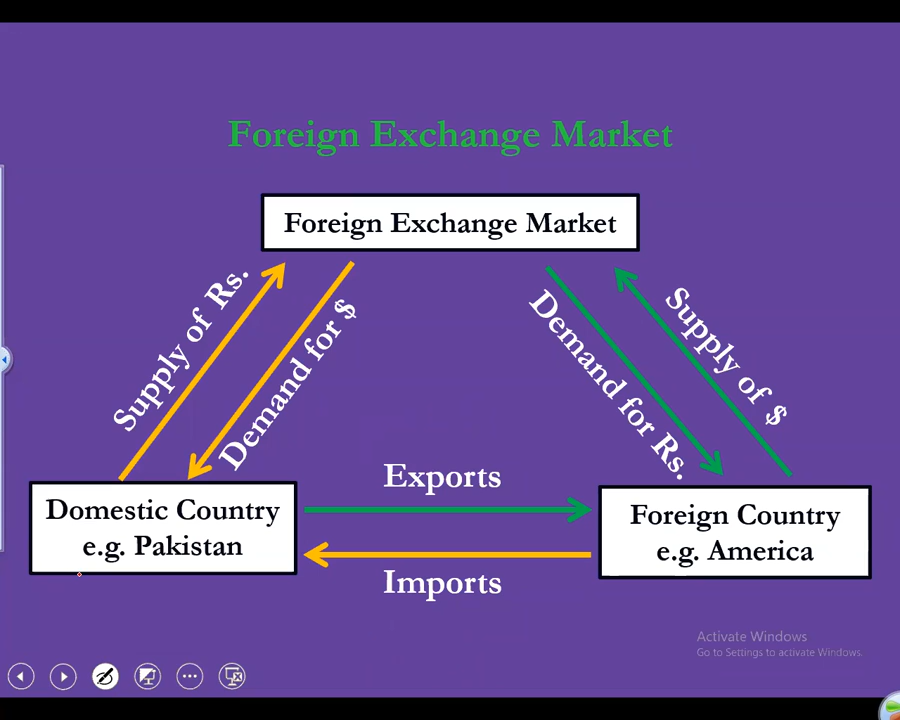 Foreign Exchange Market
Foreign Exchange Market
Supply of Rs.
Demand for $
Demand for Rs.
Supply of $
Exports
Domestic Country
e.g. Pakistan
Foreign Country
e.g. America
Imports
Activate Windows
Go to Settings to activate Windows.